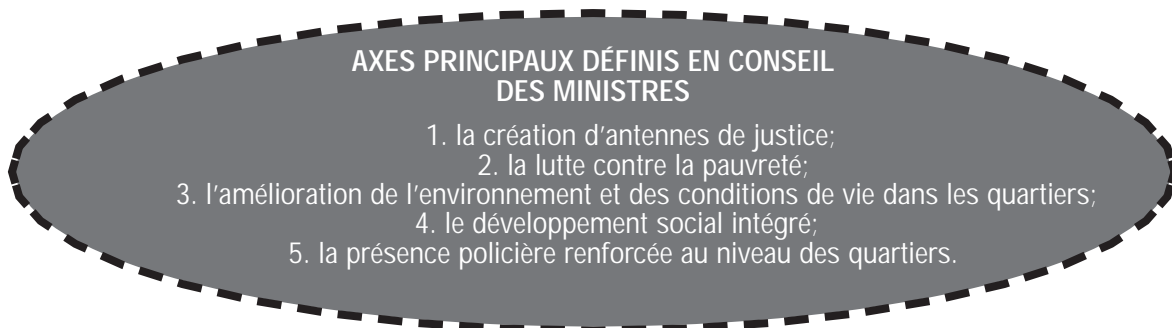 AXES PRINCIPAUX DÉFINIS EN CONSEIL
DES MINISTRES
1. la création d'antennes de justice;
2. la lutte contre la pauvreté;
3. l'amélioration de l'environnement et des conditions de vie dans les quartiers;
4. le développement social intégré;
5. la présence policière renforcée au niveau des quartiers.